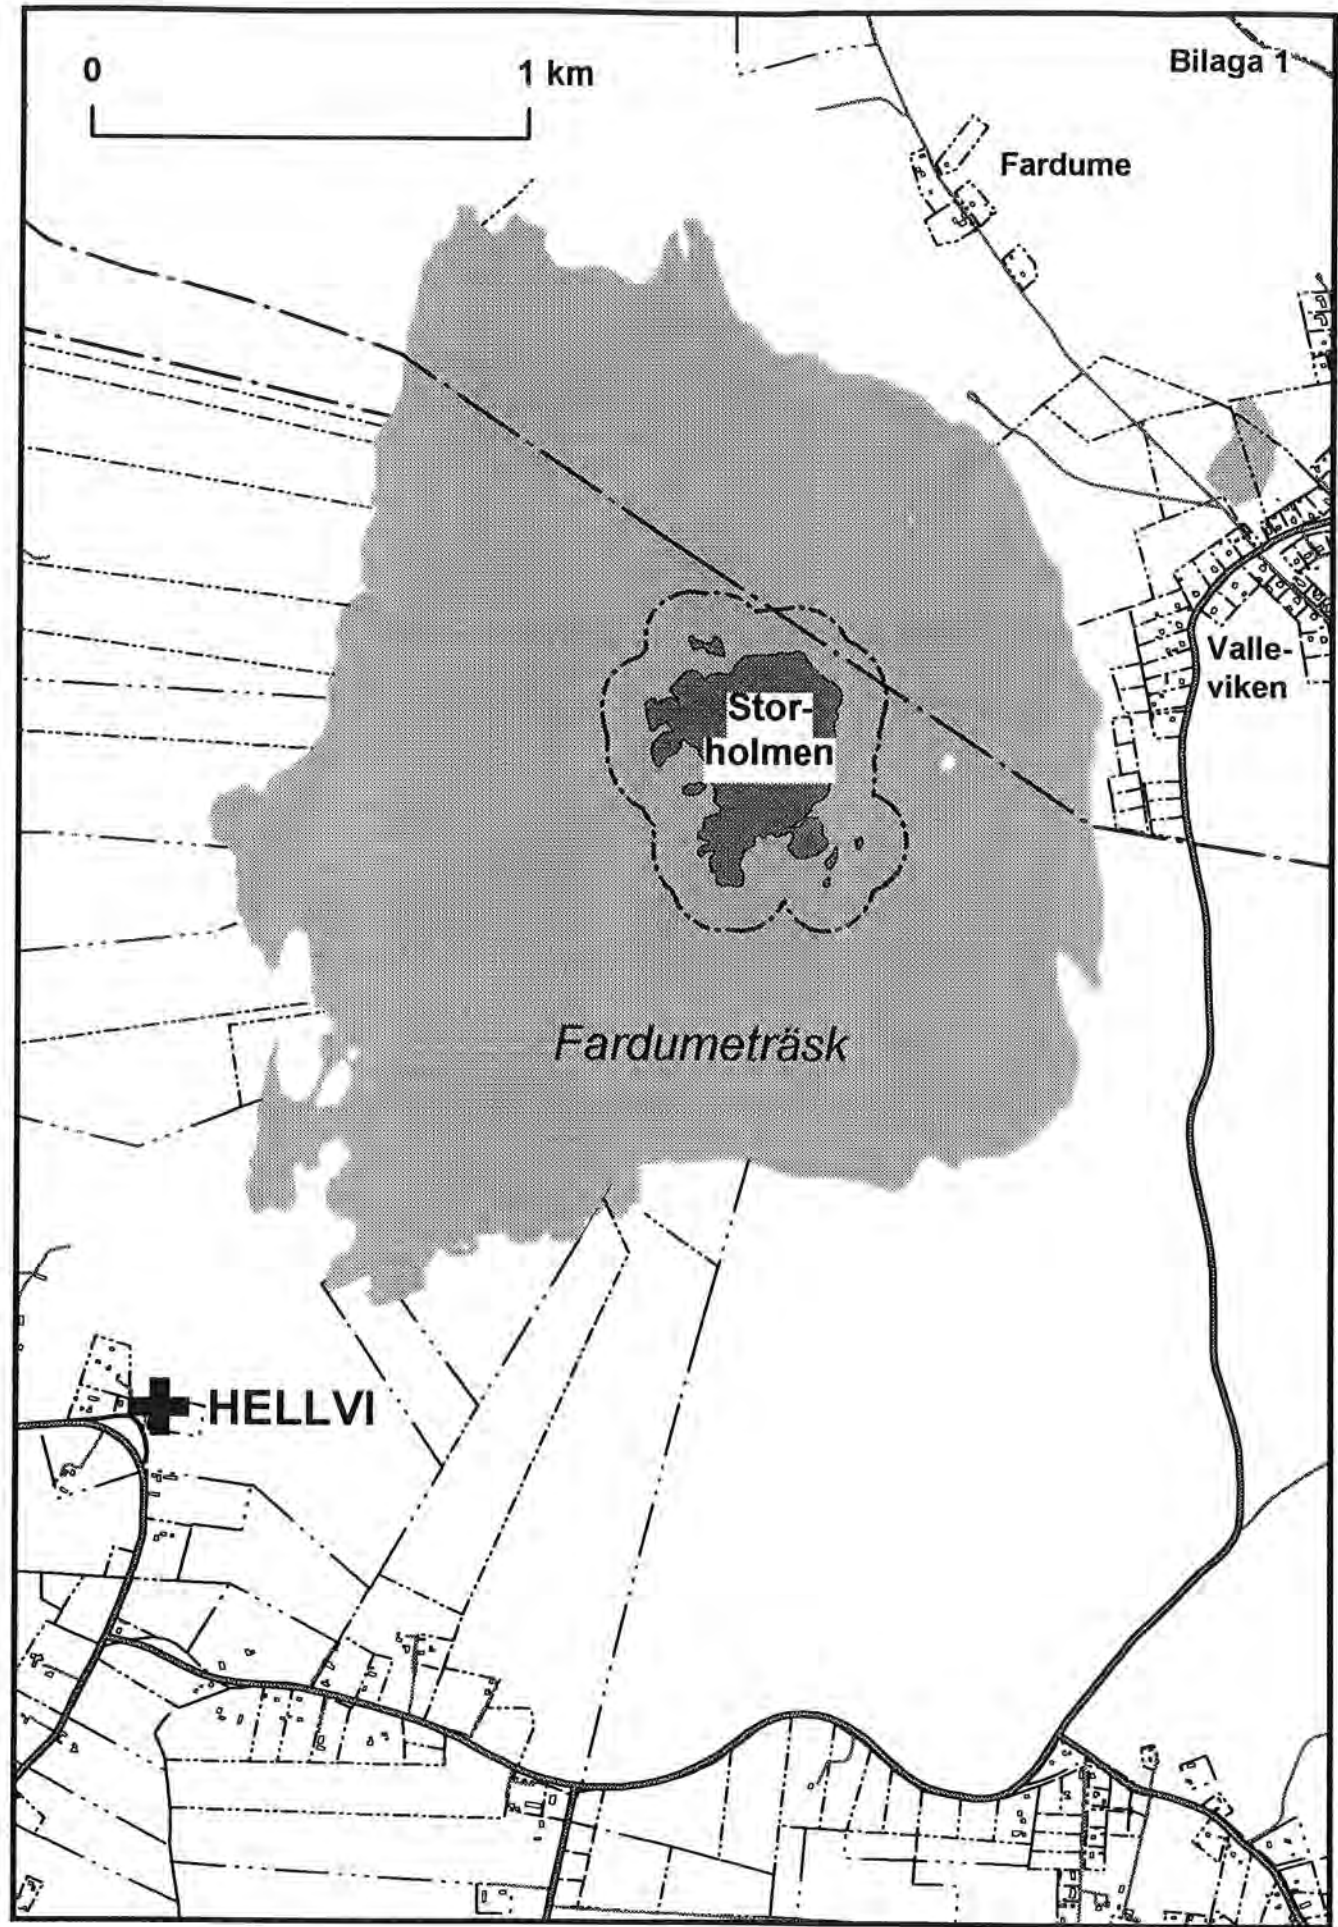 0
1 km
Bilaga 1
Fardume
Valle-
viken
Stor-
holmen
Fardumeträsk
HELLVI